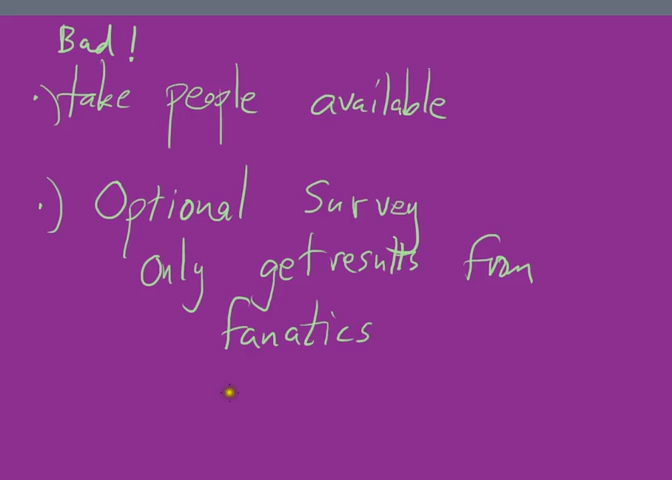 Bad!
·) take people available
·) Optional Survey
Only get results from
fanatics